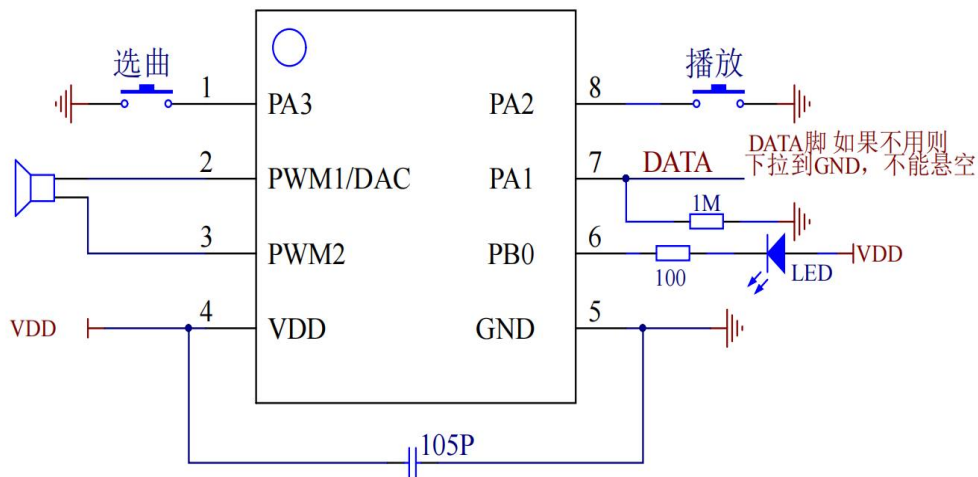 选曲
播放
1
PA3
PA2
8
DATA脚 如果不用则
下拉到GND，不能悬空
2
PWM1/DAC
PA1
7
DATA
1M
3
PWM2
PB0
6
100
LED
VDD
VDD
4
VDD
GND
5
105P